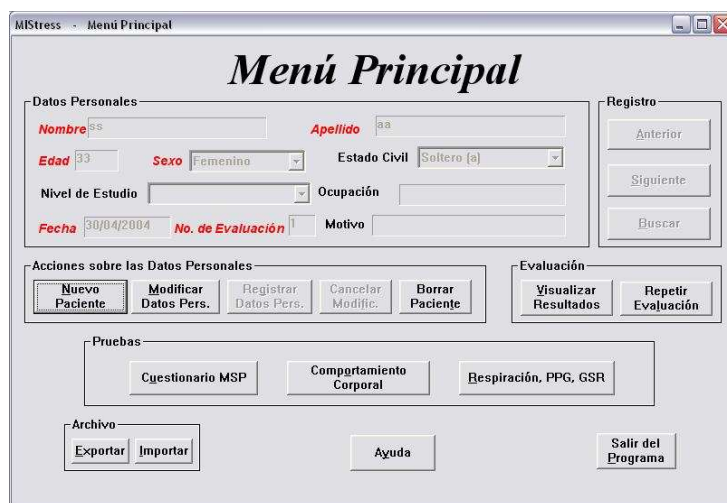 MIStress - Menú Principal
Menú Principal
Datos Personales
Nombre ss Apellido aa
Edad 33 Sexo Femenino Estado Civil Soltero (a)
Nivel de Estudio Ocupación
Fecha 30/04/2004 No. de Evaluación 1 Motivo
Registro
Anterior
Siguiente
Buscar
Acciones sobre las Datos Personales
Nuevo Paciente
Modificar Datos Pers.
Registrar Datos Pers.
Cancelar Modific.
Borrar Paciente
Evaluación
Visualizar Resultados
Repetir Evaluación
Pruebas
Cuestionario MSP
Comportamiento Corporal
Respiración, PPG, GSR
Archivo
Exportar Importar
Ayuda
Salir del Programa